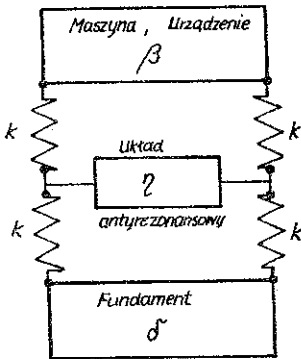 Maszyna, Urządzenie
β
k
k
Układ
η
antyrezonansowy
k
k
Fundament
δ